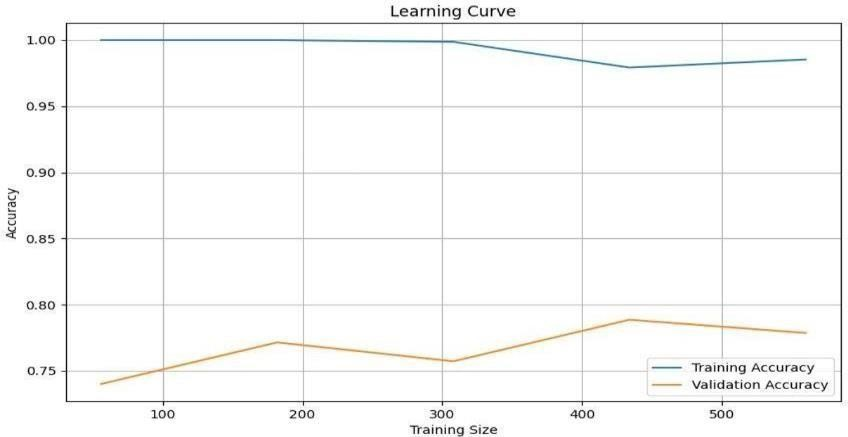 Learning Curve
1.00
0.95
0.90
0.85
0.80
0.75
Accuracy
Training Accuracy
Validation Accuracy
100
200
300
400
500
Training Size